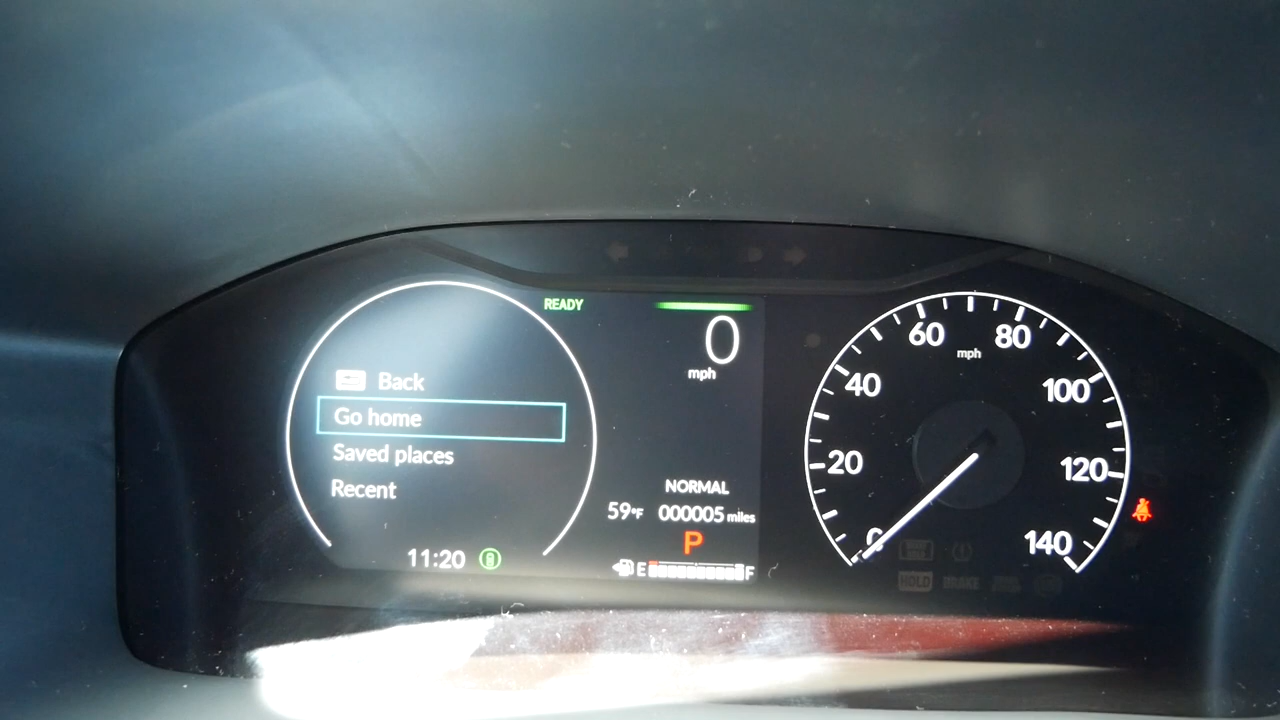 READY
0
mph
Back
Go home
Saved places
Recent
11:20
NORMAL
59°F 000005 miles
P
E F
0
20
40
60
80
100
120
140
mph
HOLD
BRAKE